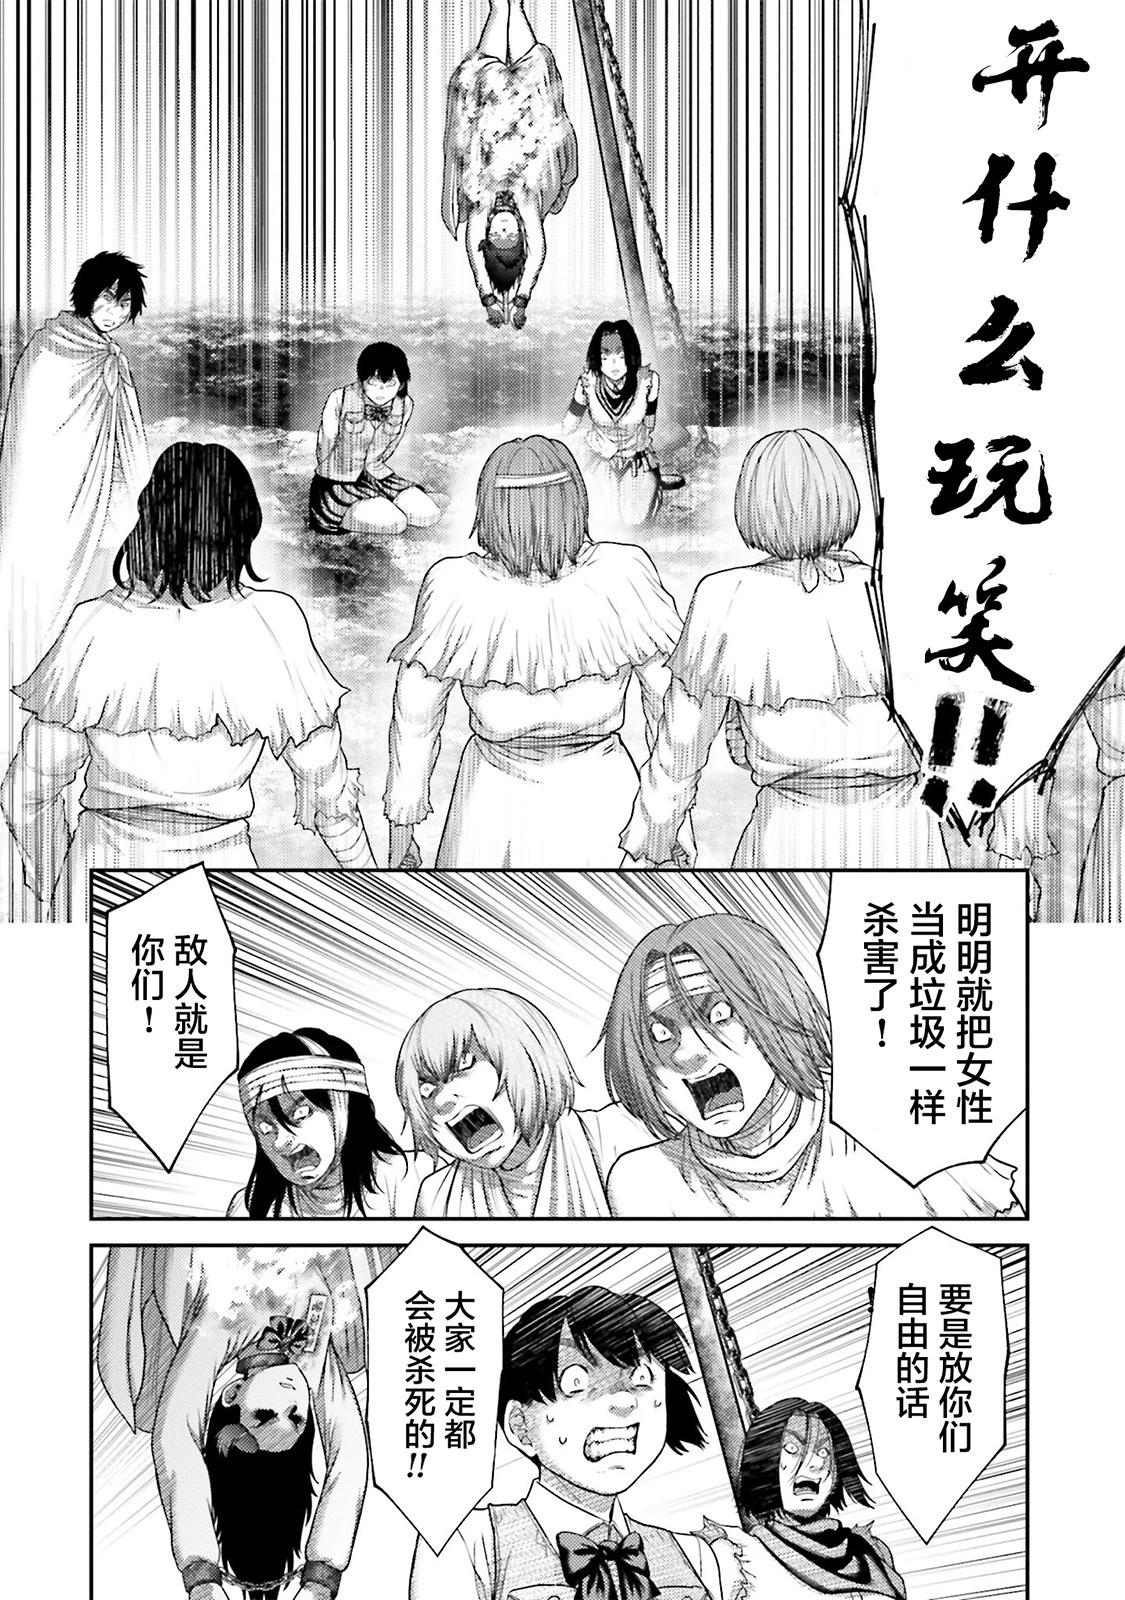 开什么玩笑!!
明明就把女性
当成垃圾一样
杀害了！
敌人就是
你们！
要是放你们
自由的话
大家一定都
会被杀死的!!